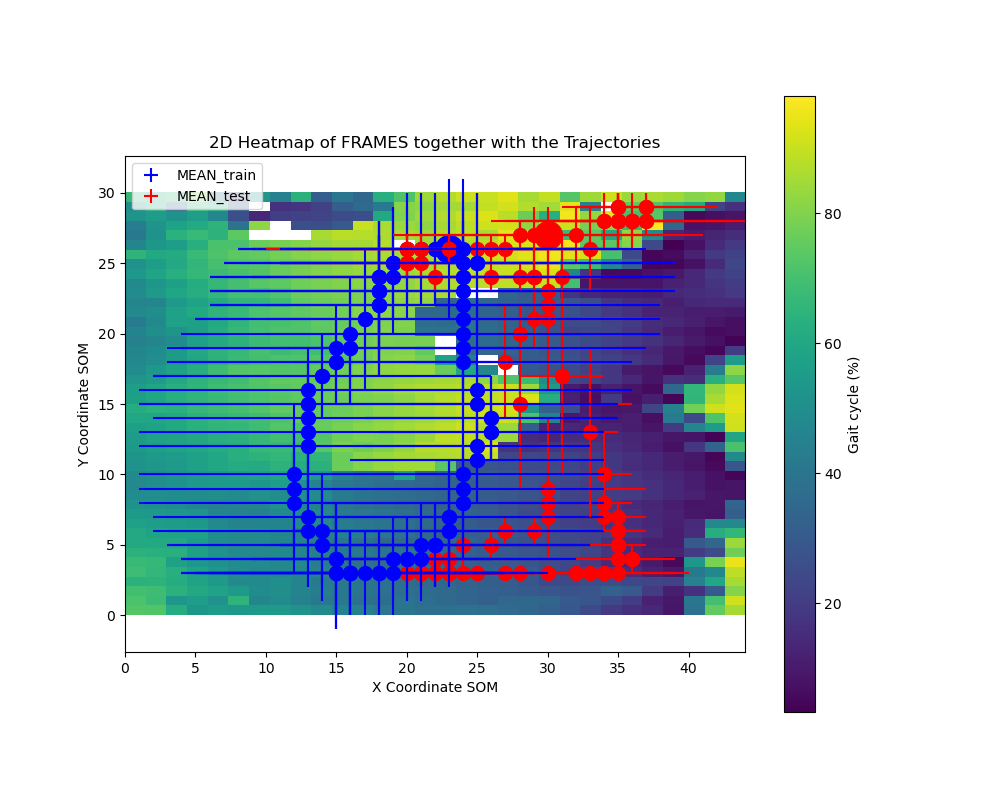 2D Heatmap of FRAMES together with the Trajectories
MEAN_train
MEAN_test
30
25
20
15
10
5
0
Y Coordinate SOM
0 5 10 15 20 25 30 35 40
X Coordinate SOM
80
60
40
20
Gait cycle (%)